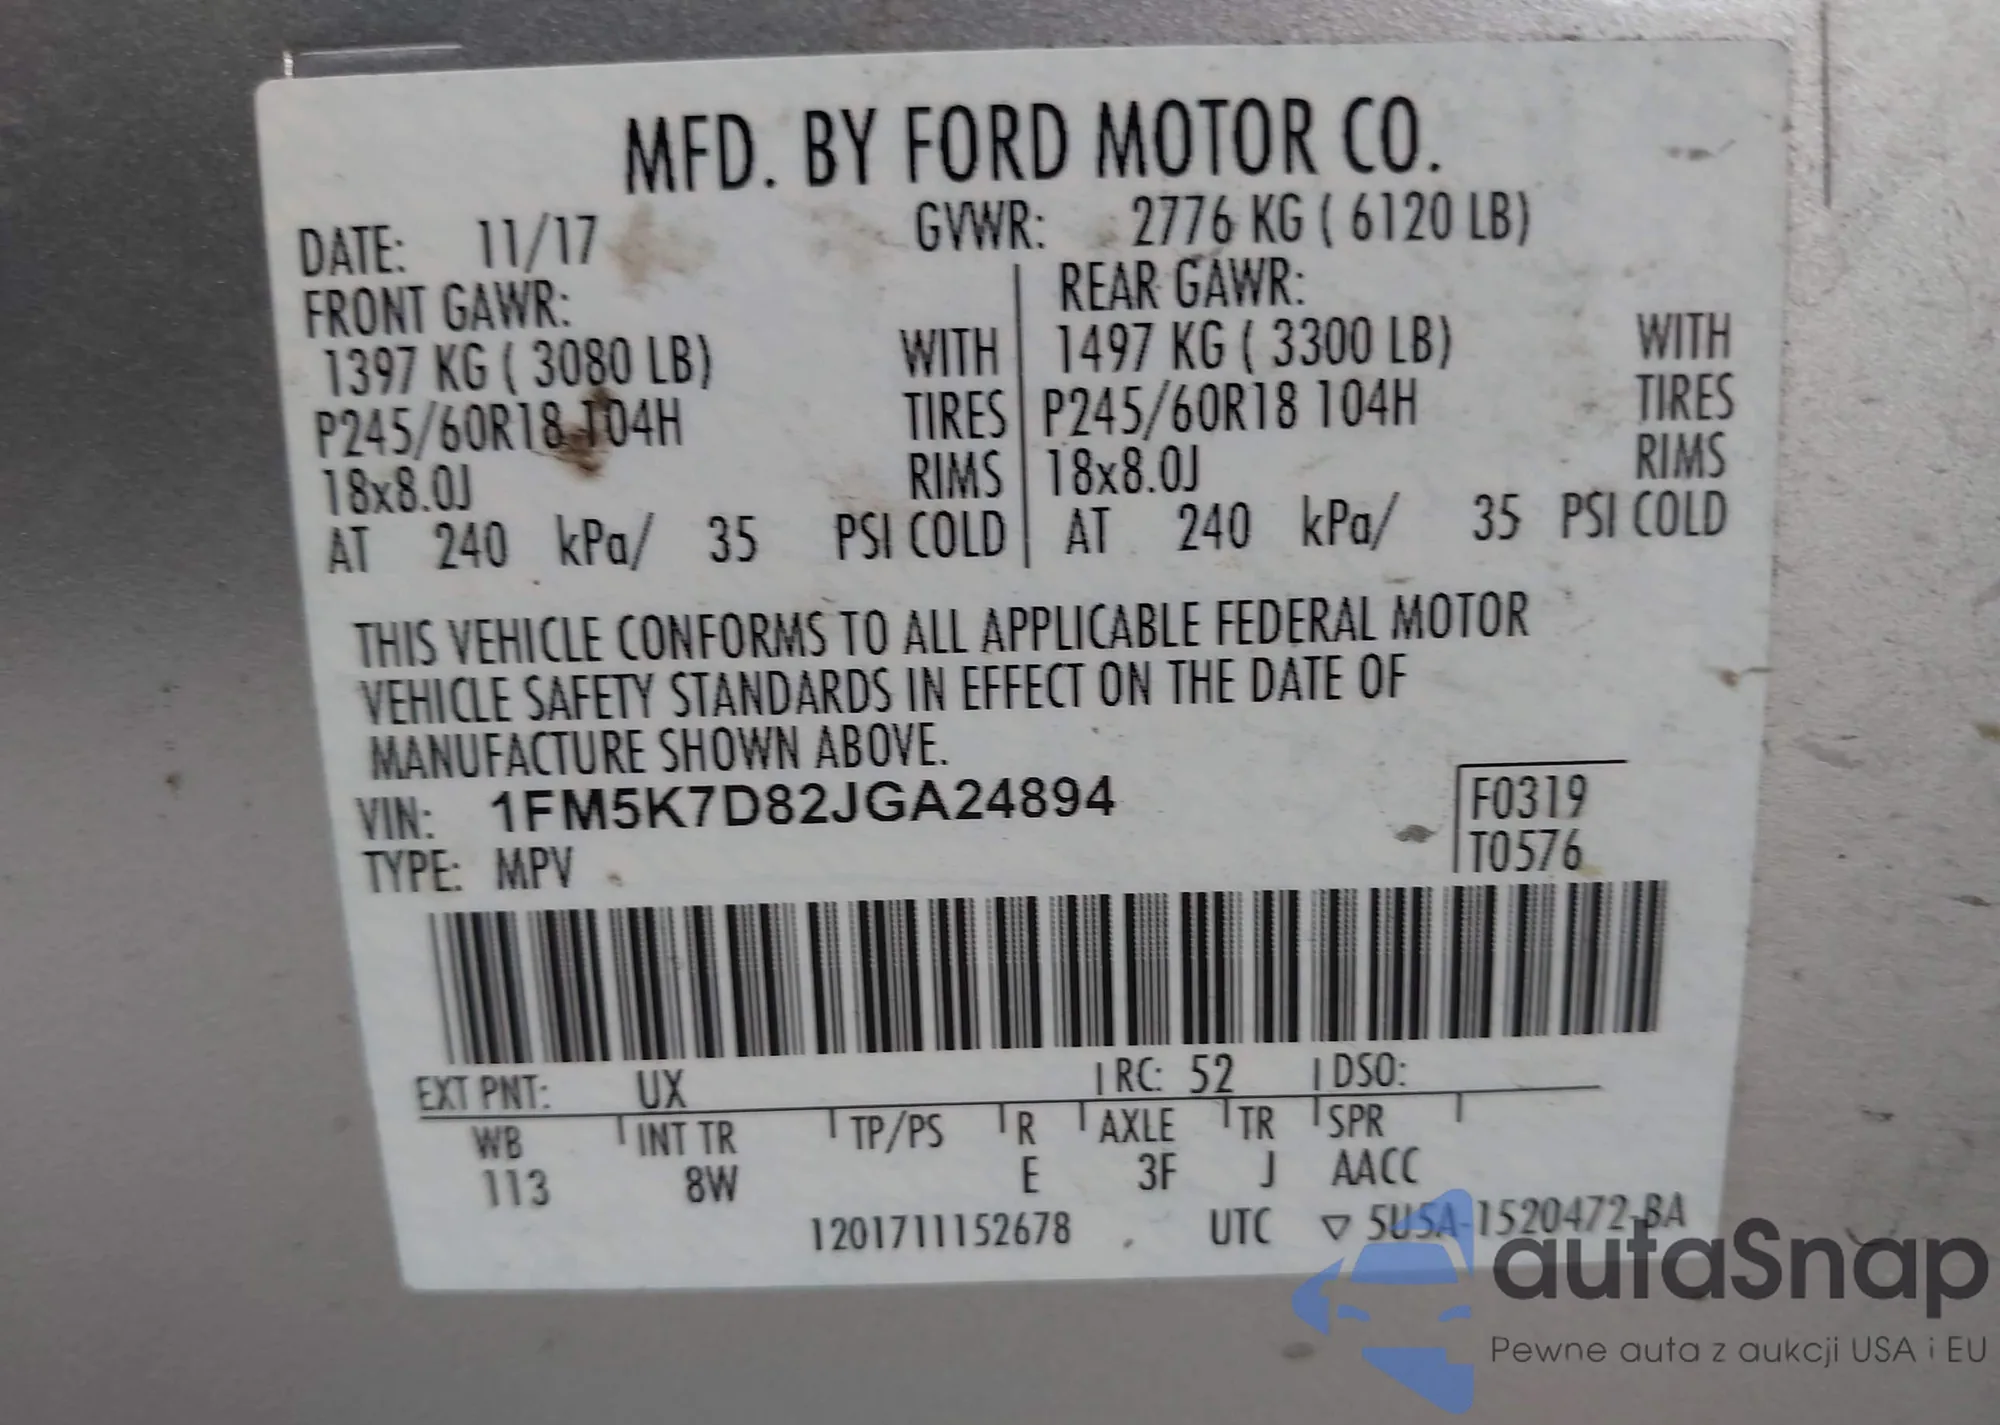 MFD. BY FORD MOTOR CO.
DATE: 11/17 GVWR: 2776 KG ( 6120 LB)
FRONT GAWR: REAR GAWR:
1397 KG ( 3080 LB) WITH 1497 KG ( 3300 LB) WITH
P245/60R18 104H TIRES P245/60R18 104H TIRES
18x8.0J RIMS 18x8.0J RIMS
AT 240 kPa/ 35 PSI COLD AT 240 kPa/ 35 PSI COLD
THIS VEHICLE CONFORMS TO ALL APPLICABLE FEDERAL MOTOR
VEHICLE SAFETY STANDARDS IN EFFECT ON THE DATE OF
MANUFACTURE SHOWN ABOVE.
VIN: 1FM5K7D82JGA24894 F0319
TYPE: MPV T0576
EXT PNT: UX RC: 52 DSO:
WB INT TR TP/PS R AXLE TR SPR
113 8W E 3F J AACC
1201711152678 UTC ▽ 5U5A-1520472-BA
autaSnap
Pewne auta z aukcji USA i EU